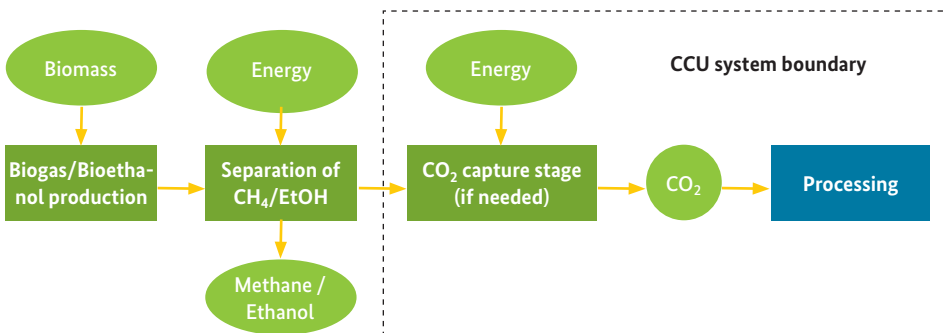 Biomass
Energy
Energy
CCU system boundary
Biogas/Bioetha-
nol production
Separation of
CH₄/EtOH
CO₂ capture stage
(if needed)
CO₂
Processing
Methane /
Ethanol